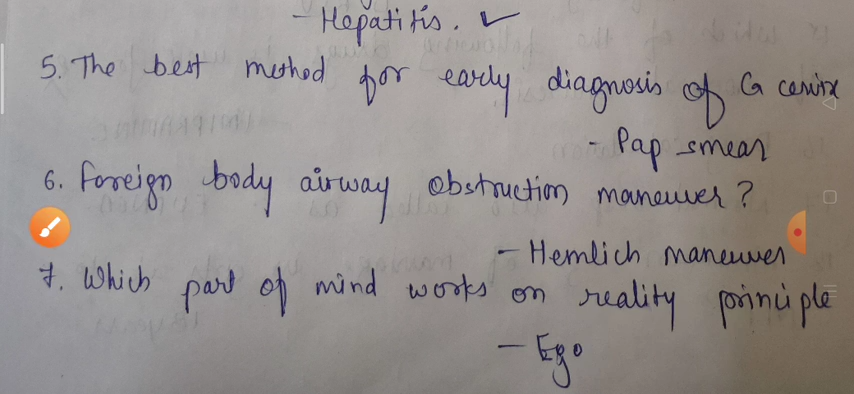 - Hepatitis. ✓
5. The best method for early diagnosis of Ca cervix
- Pap smear
6. Foreign body airway obstruction maneuver?
- Hemlich maneuver
7. Which part of mind works on reality principle
- Ego